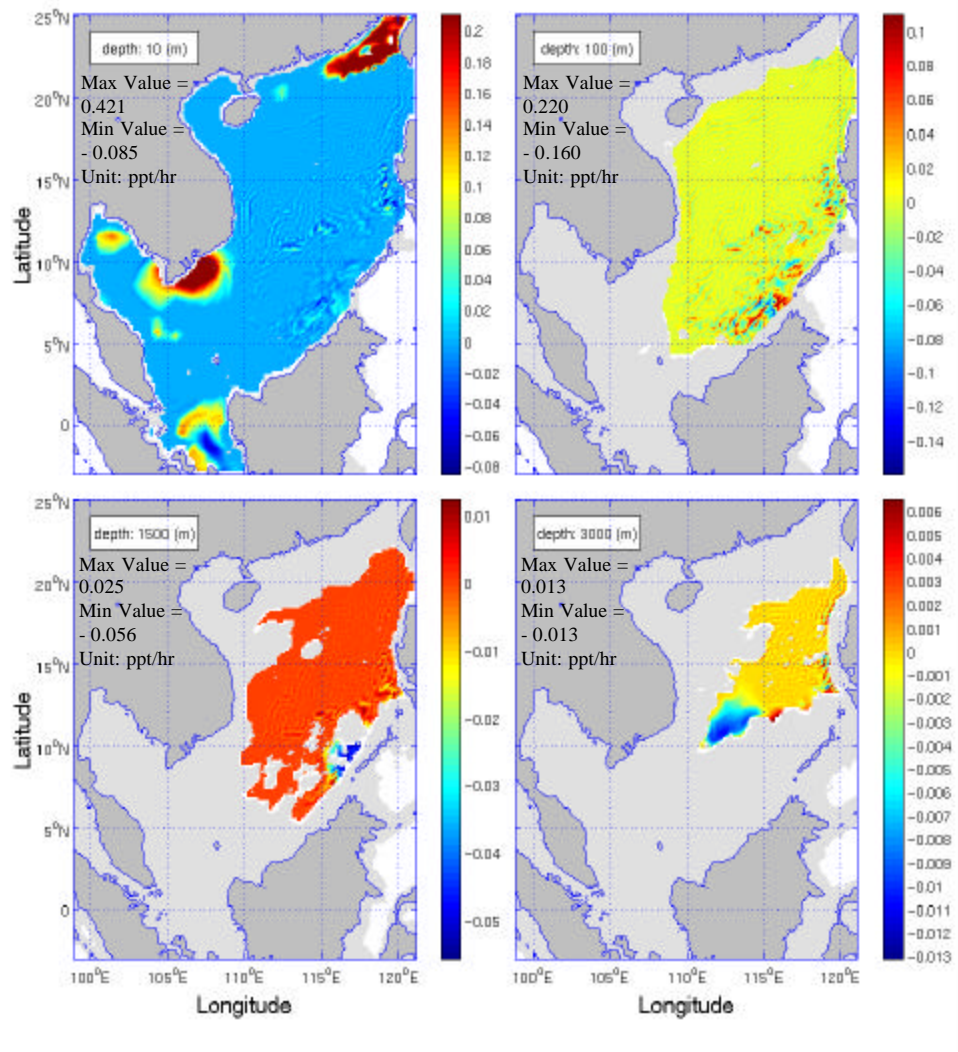 depth: 10 (m)
Max Value =
0.421
Min Value =
- 0.085
Unit: ppt/hr
25°N
20°N
15°N
10°N
5°N
0
Latitude
0.2
0.18
0.16
0.14
0.12
0.1
0.08
0.06
0.04
0.02
0
−0.02
−0.04
−0.06
−0.08
depth: 100 (m)
Max Value =
0.220
Min Value =
- 0.160
Unit: ppt/hr
0.1
0.08
0.06
0.04
0.02
0
−0.02
−0.04
−0.06
−0.08
−0.1
−0.12
−0.14
depth: 1500 (m)
Max Value =
0.025
Min Value =
- 0.056
Unit: ppt/hr
25°N
20°N
15°N
10°N
5°N
0
Latitude
100°E 105°E 110°E 115°E 120°E
Longitude
0.01
0
−0.01
−0.02
−0.03
−0.04
−0.05
depth: 3000 (m)
Max Value =
0.013
Min Value =
- 0.013
Unit: ppt/hr
100°E 105°E 110°E 115°E 120°E
Longitude
0.006
0.005
0.004
0.003
0.002
0.001
0
−0.001
−0.002
−0.003
−0.004
−0.005
−0.006
−0.007
−0.008
−0.009
−0.01
−0.011
−0.012
−0.013